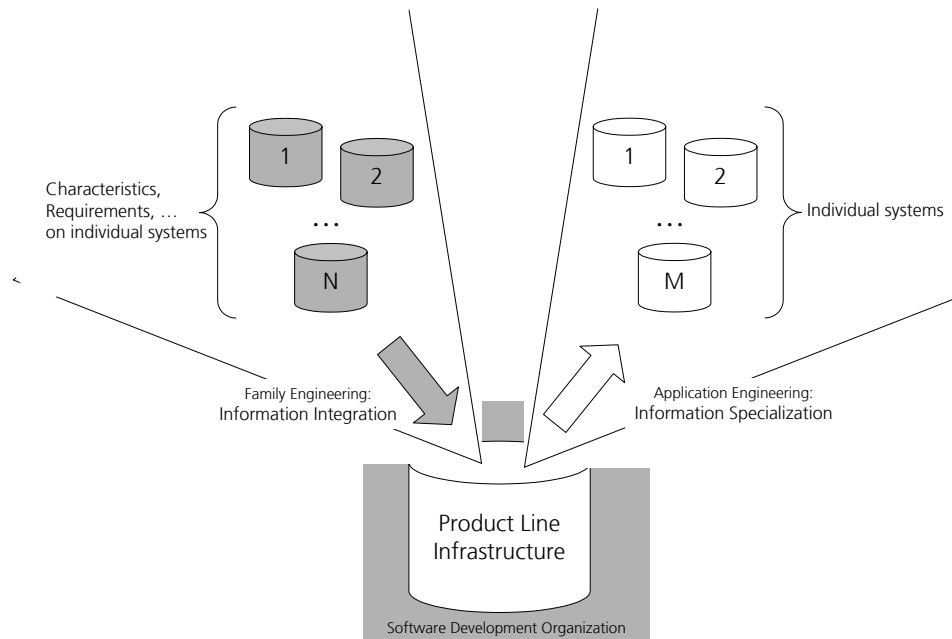 1
2
...
N
Characteristics,
Requirements, …
on individual systems
Family Engineering:
Information Integration
1
2
...
M
Individual systems
Application Engineering:
Information Specialization
Product Line
Infrastructure
Software Development Organization